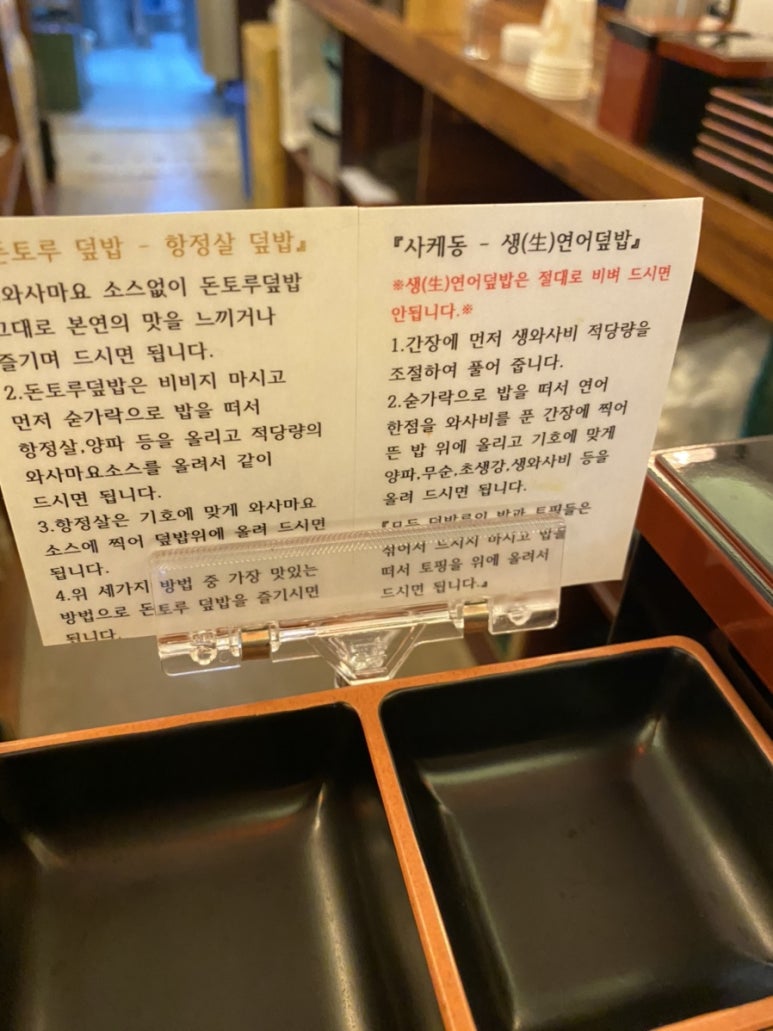 돈토루 덮밥 - 항정살 덮밥』
와사마요 소스없이 돈토루덮밥
그대로 본연의 맛을 느끼거나
즐기며 드시면 됩니다.
2.돈토루덮밥은 비비지 마시고
먼저 숟가락으로 밥을 떠서
항정살,양파 등을 올리고 적당량의
와사마요소스를 올려서 같이
드시면 됩니다.
3.항정살은 기호에 맞게 와사마요
소스에 찍어 덮밥위에 올려 드시면
됩니다.
4.위 세가지 방법 중 가장 맛있는
방법으로 돈토루 덮밥을 즐기시면
됩니다.
『사케동 - 생(生)연어덮밥』
※생(生)연어덮밥은 절대로 비벼 드시면
안됩니다.※
1.간장에 먼저 생와사비 적당량을
조절하여 풀어 줍니다.
2.숟가락으로 밥을 떠서 연어
한점을 와사비를 푼 간장에 찍어
뜬 밥 위에 올리고 기호에 맞게
양파,무순,초생강,생와사비 등을
올려 드시면 됩니다.
『모든 덮밥류의 밥과 토핑들은
섞어서 드시지 마시고 밥을
떠서 토핑을 위에 올려서
드시면 됩니다.』